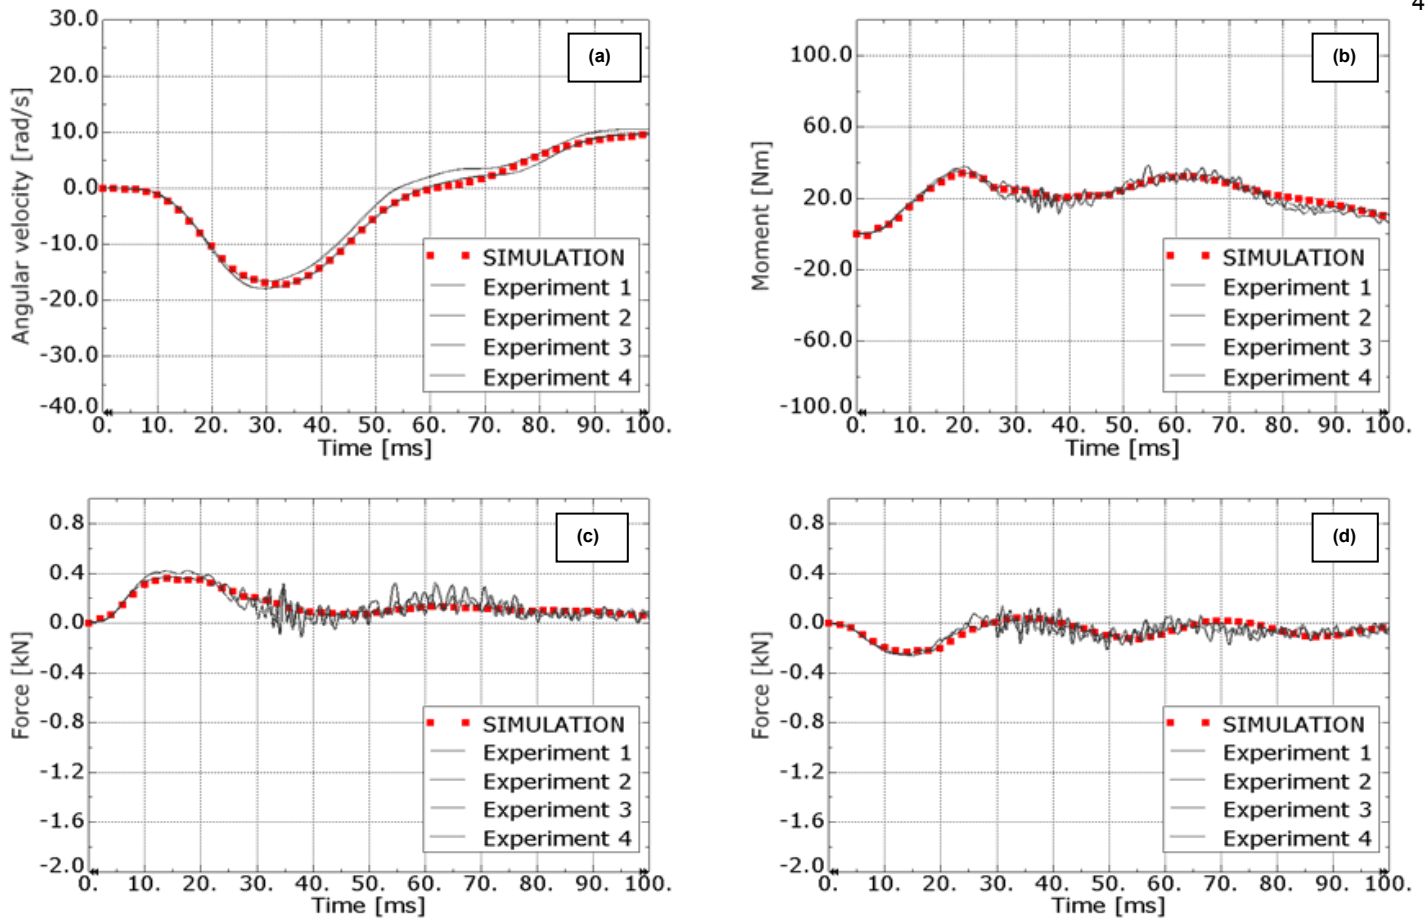 4
30.0
20.0
10.0
0.0
-10.0
-20.0
-30.0
-40.0
Angular velocity [rad/s]
(a)
SIMULATION
Experiment 1
Experiment 2
Experiment 3
Experiment 4
0. 10. 20. 30. 40. 50. 60. 70. 80. 90. 100.
Time [ms]
100.0
60.0
20.0
-20.0
-60.0
-100.0
Moment [Nm]
(b)
SIMULATION
Experiment 1
Experiment 2
Experiment 3
Experiment 4
0. 10. 20. 30. 40. 50. 60. 70. 80. 90. 100.
Time [ms]
0.8
0.4
0.0
-0.4
-0.8
-1.2
-1.6
-2.0
Force [kN]
(c)
SIMULATION
Experiment 1
Experiment 2
Experiment 3
Experiment 4
0. 10. 20. 30. 40. 50. 60. 70. 80. 90. 100.
Time [ms]
0.8
0.4
0.0
-0.4
-0.8
-1.2
-1.6
-2.0
Force [kN]
(d)
SIMULATION
Experiment 1
Experiment 2
Experiment 3
Experiment 4
0. 10. 20. 30. 40. 50. 60. 70. 80. 90. 100.
Time [ms]